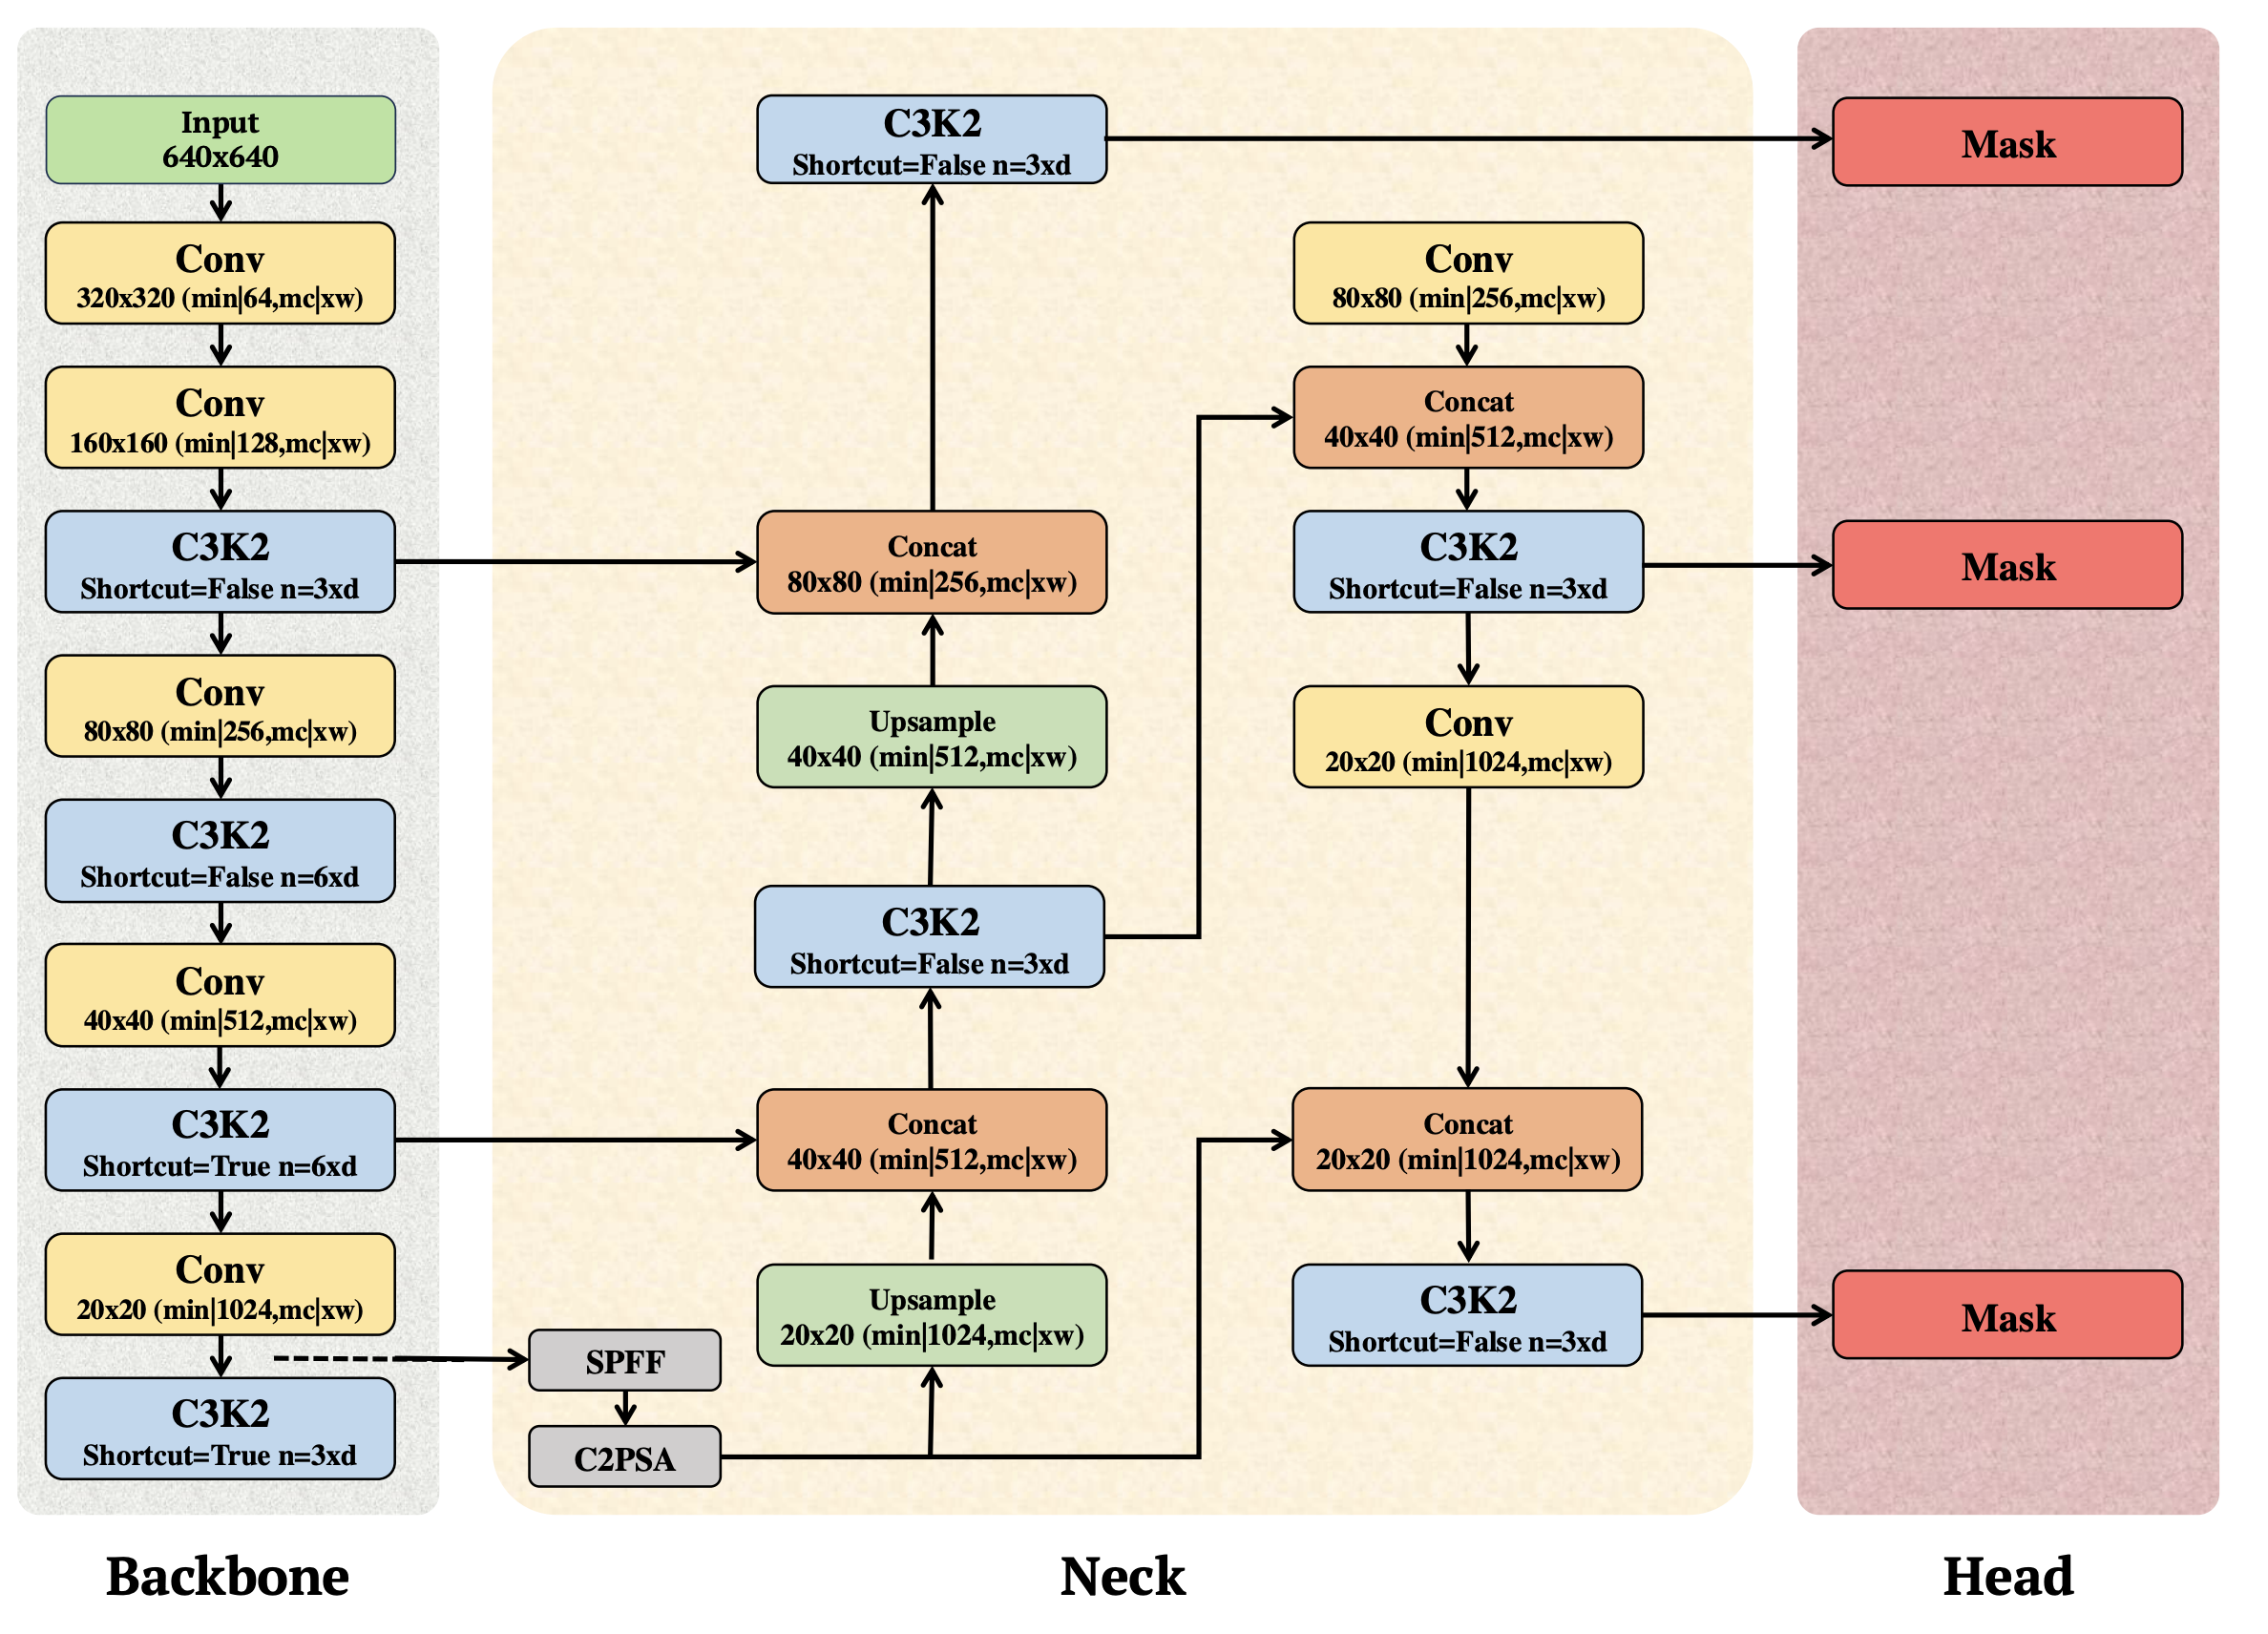 Input
640x640
Conv
320x320 (min|64,mc|xw)
Conv
160x160 (min|128,mc|xw)
C3K2
Shortcut=False n=3xd
Conv
80x80 (min|256,mc|xw)
C3K2
Shortcut=False n=6xd
Conv
40x40 (min|512,mc|xw)
C3K2
Shortcut=True n=6xd
Conv
20x20 (min|1024,mc|xw)
C3K2
Shortcut=True n=3xd
Backbone
C3K2
Shortcut=False n=3xd
Concat
80x80 (min|256,mc|xw)
Upsample
40x40 (min|512,mc|xw)
C3K2
Shortcut=False n=3xd
Concat
40x40 (min|512,mc|xw)
Upsample
20x20 (min|1024,mc|xw)
SPFF
C2PSA
Conv
80x80 (min|256,mc|xw)
Concat
40x40 (min|512,mc|xw)
C3K2
Shortcut=False n=3xd
Conv
20x20 (min|1024,mc|xw)
Concat
20x20 (min|1024,mc|xw)
C3K2
Shortcut=False n=3xd
Neck
Mask
Mask
Mask
Head